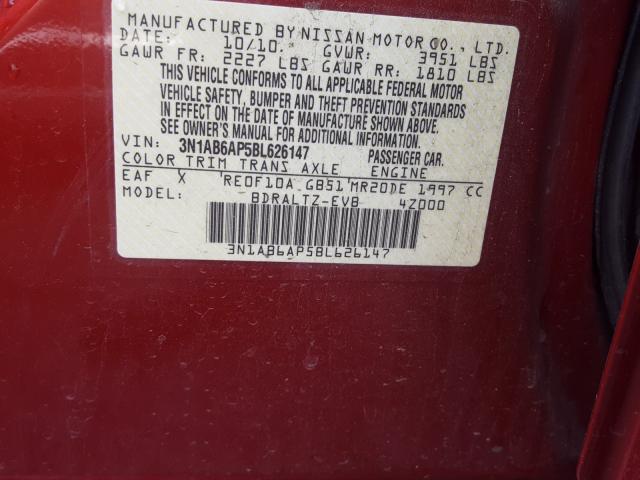 MANUFACTURED BY NISSAN MOTOR CO., LTD.
DATE: 10/10. GVWR: 3951 LBS
GAWR FR: 2227 LBS GAWR RR: 1810 LBS
THIS VEHICLE CONFORMS TO ALL APPLICABLE FEDERAL MOTOR
VEHICLE SAFETY, BUMPER AND THEFT PREVENTION STANDARDS
IN EFFECT ON THE DATE OF MANUFACTURE SHOWN ABOVE.
SEE OWNER'S MANUAL FOR ADDITIONAL INFORMATION.
VIN: 3N1AB6AP5BL626147 PASSENGER CAR.
COLOR TRIM TRANS AXLE ENGINE
EAF X RE0F10A GB51 MR20DE 1997 CC
MODEL: BDRALTZ-EVB 4Z000
3N1AB6AP5BL626147